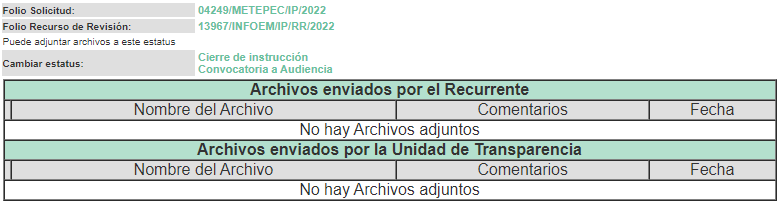 Folio Solicitud: 04249/METEPEC/IP/2022
Folio Recurso de Revisión: 13967/INFOEM/IP/RR/2022
Puede adjuntar archivos a este estatus
Cambiar estatus: Cierre de instrucción
Convocatoria a Audiencia
Archivos enviados por el Recurrente
Nombre del Archivo Comentarios Fecha
No hay Archivos adjuntos
Archivos enviados por la Unidad de Transparencia
Nombre del Archivo Comentarios Fecha
No hay Archivos adjuntos